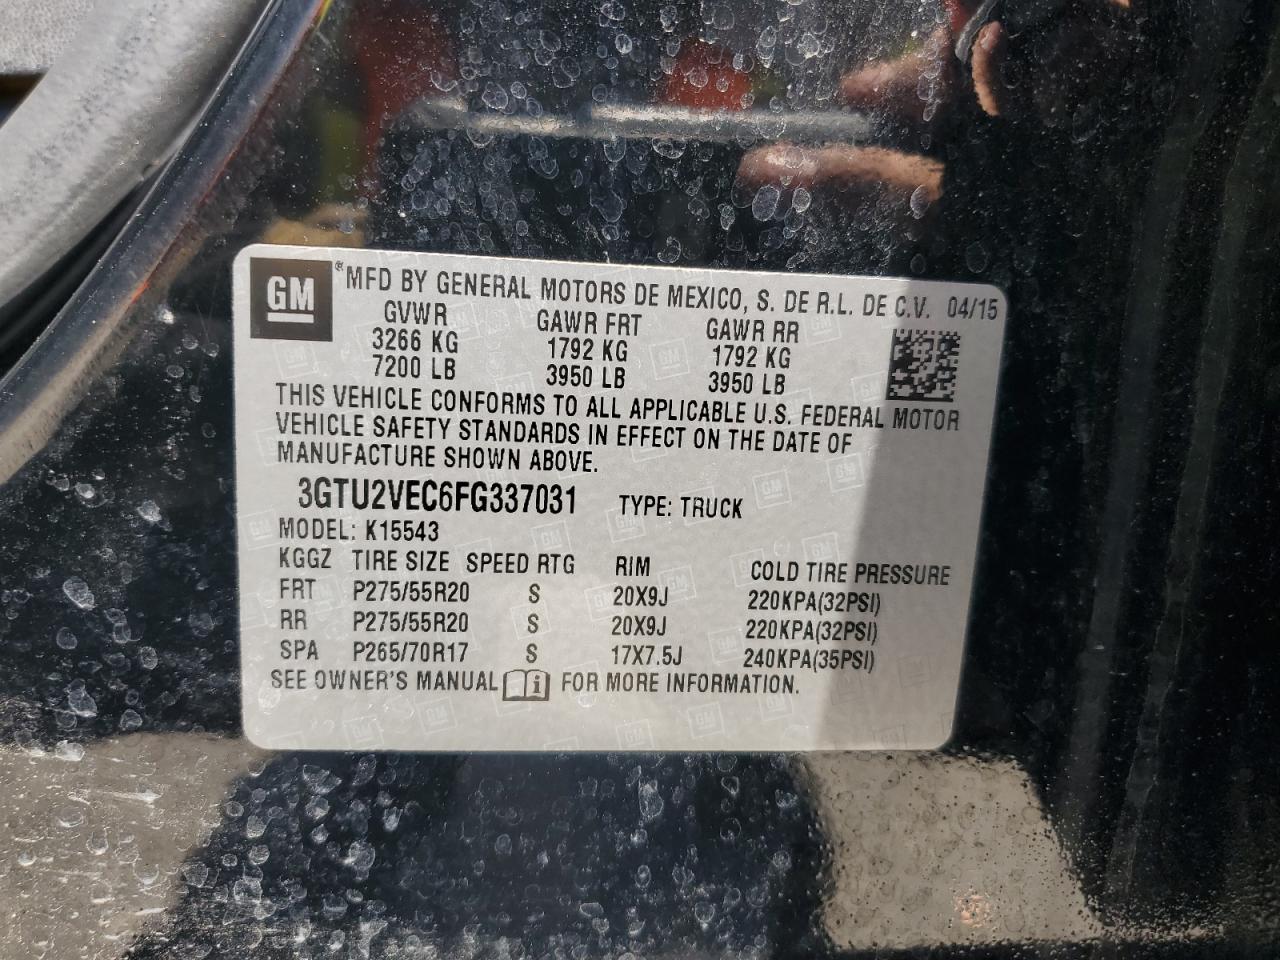 GM ® MFD BY GENERAL MOTORS DE MEXICO, S. DE R.L. DE C.V. 04/15
GVWR GAWR FRT GAWR RR
3266 KG 1792 KG 1792 KG
7200 LB 3950 LB 3950 LB
THIS VEHICLE CONFORMS TO ALL APPLICABLE U.S. FEDERAL MOTOR
VEHICLE SAFETY STANDARDS IN EFFECT ON THE DATE OF
MANUFACTURE SHOWN ABOVE.
3GTU2VEC6FG337031 TYPE: TRUCK
MODEL: K15543
KGGZ TIRE SIZE SPEED RTG RIM COLD TIRE PRESSURE
FRT P275/55R20 S 20X9J 220KPA(32PSI)
RR P275/55R20 S 20X9J 220KPA(32PSI)
SPA P265/70R17 S 17X7.5J 240KPA(35PSI)
SEE OWNER'S MANUAL i FOR MORE INFORMATION.